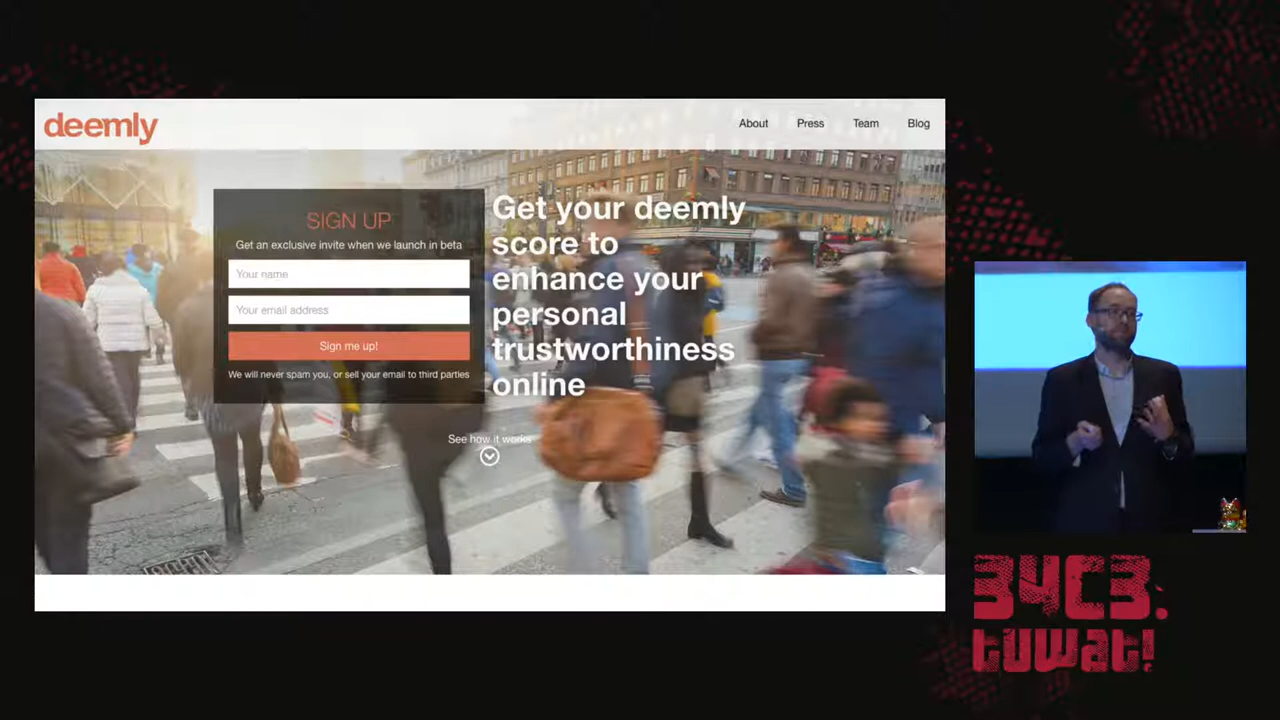 deemly
About
Press
Team
Blog
SIGN UP
Get an exclusive invite when we launch in beta
Your name
Your email address
Sign me up!
We will never spam you, or sell your email to third parties
Get your deemly
score to
enhance your
personal
trustworthiness
online
See how it works
34C3.
tuwat!